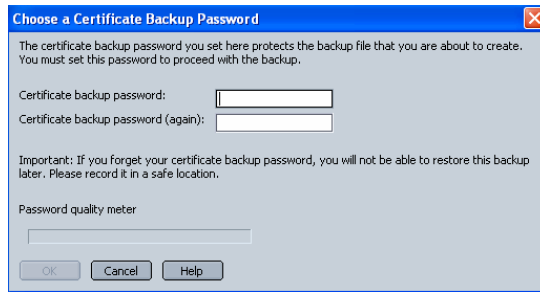 Choose a Certificate Backup Password
The certificate backup password you set here protects the backup file that you are about to create.
You must set this password to proceed with the backup.
Certificate backup password:
Certificate backup password (again):
Important: If you forget your certificate backup password, you will not be able to restore this backup
later. Please record it in a safe location.
Password quality meter
OK Cancel Help